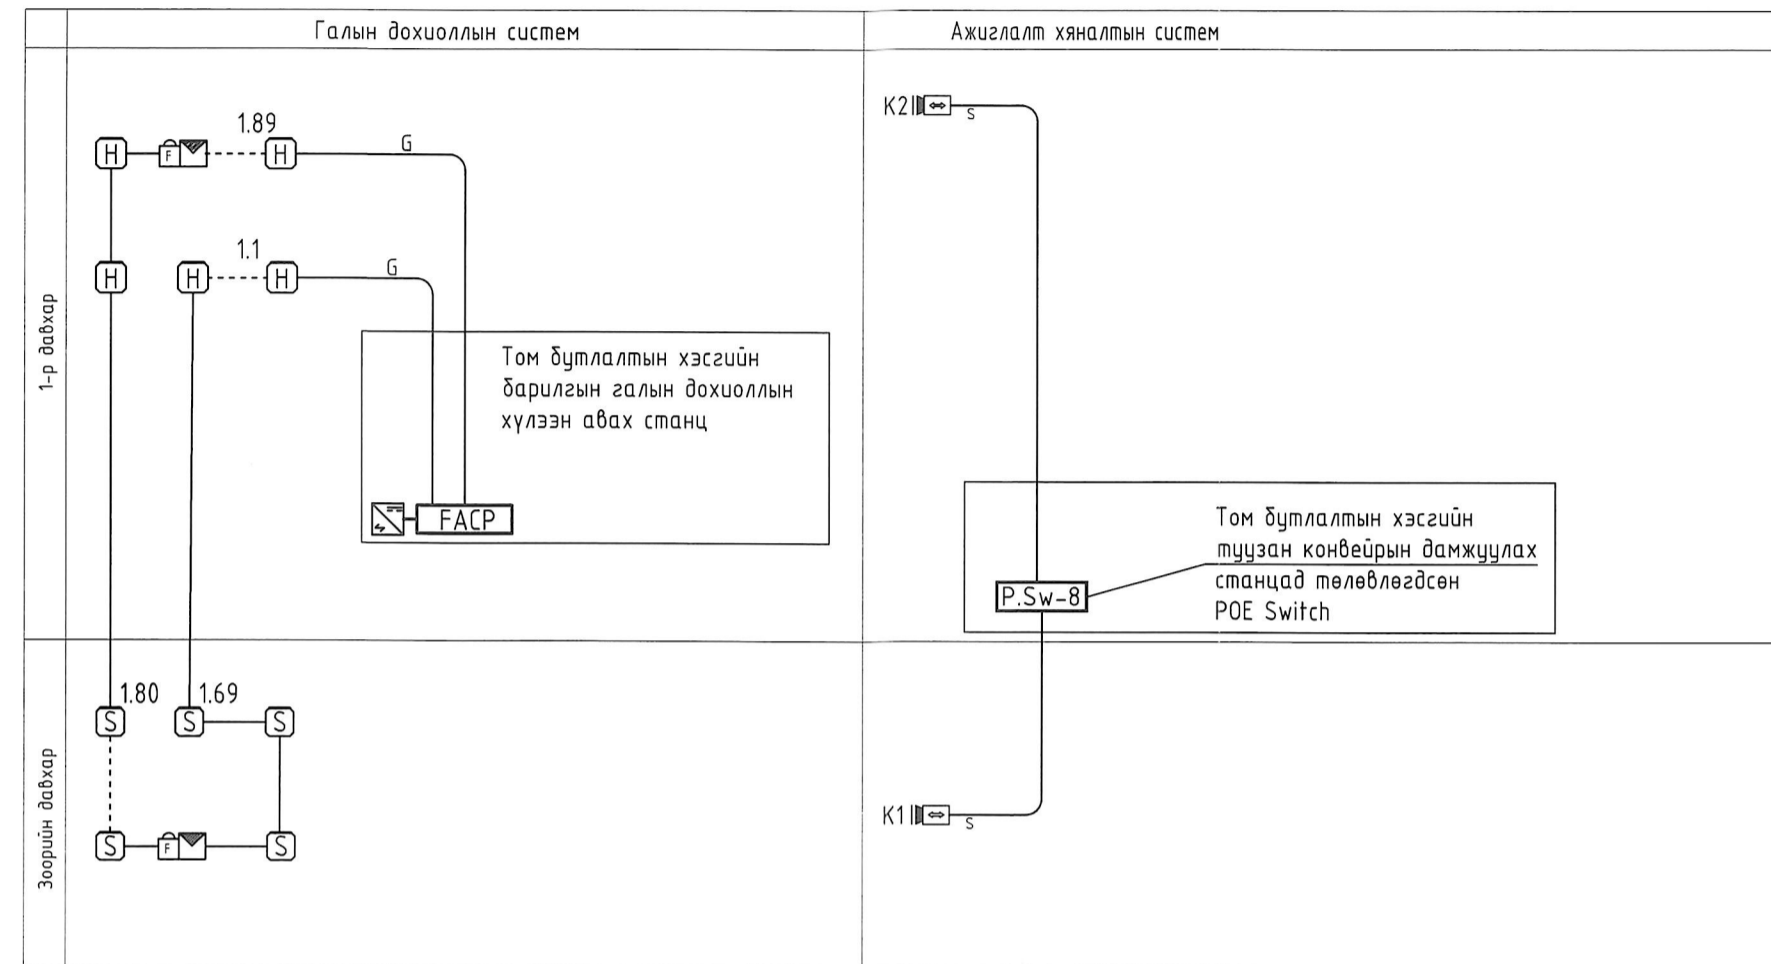 Галын дохиоллын систем
Ажиглалт хяналтын систем
1-р давхар
1.89
H
F
H
G
1.1
H
H
H
G
Том бутлалтын хэсгийн
барилгын галын дохиоллын
хүлээн авах станц
FACP
K2
s
Том бутлалтын хэсгийн
туузан конвейрын дамжуулах
станцад төлөвлөгдсөн
POE Switch
P.Sw-8
Зоорийн давхар
1.80
1.69
S
S
S
S
F
S
K1
s